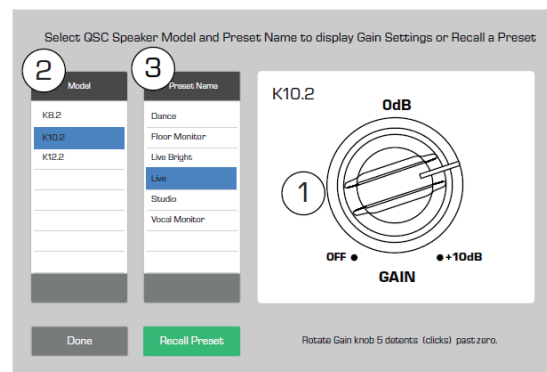 Select QSC Speaker Model and Preset Name to display Gain Settings or Recall a Preset
2
3
Model
Preset Name
K8.2
K10.2
K12.2
Dance
Floor Monitor
Live Bright
Live
Studio
Vocal Monitor
K10.2
0dB
1
OFF
+10dB
GAIN
Done
Recall Preset
Rotate Gain knob 5 detents (clicks) past zero.